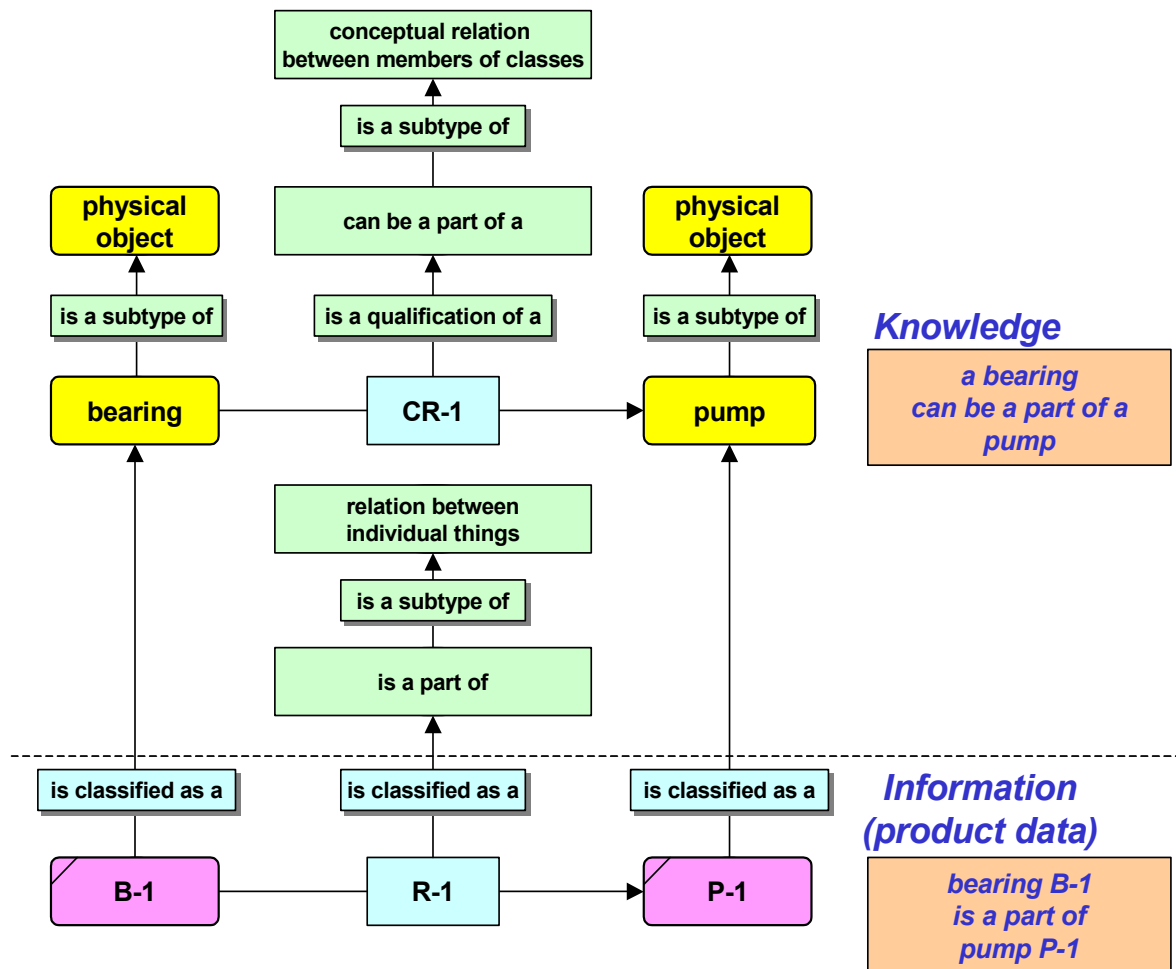 conceptual relation
between members of classes
is a subtype of
physical
object
can be a part of a
physical
object
is a subtype of
is a qualification of a
is a subtype of
Knowledge
bearing
CR-1
pump
a bearing
can be a part of a
pump
relation between
individual things
is a subtype of
is a part of
is classified as a
is classified as a
is classified as a
Information
(product data)
B-1
R-1
P-1
bearing B-1
is a part of
pump P-1